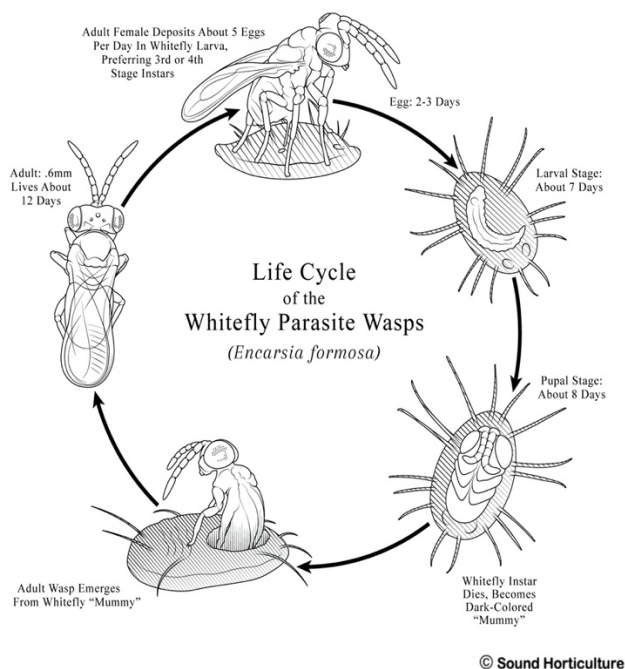 Adult Female Deposits About 5 Eggs
Per Day In Whitefly Larva,
Preferring 3rd or 4th
Stage Instars
Egg: 2-3 Days
Larval Stage:
About 7 Days
Adult: .6mm
Lives About
12 Days
Life Cycle
of the
Whitefly Parasite Wasps
(Encarsia formosa)
Pupal Stage:
About 8 Days
Whitefly Instar
Dies, Becomes
Dark-Colored
“Mummy”
Adult Wasp Emerges
From Whitefly “Mummy”
© Sound Horticulture